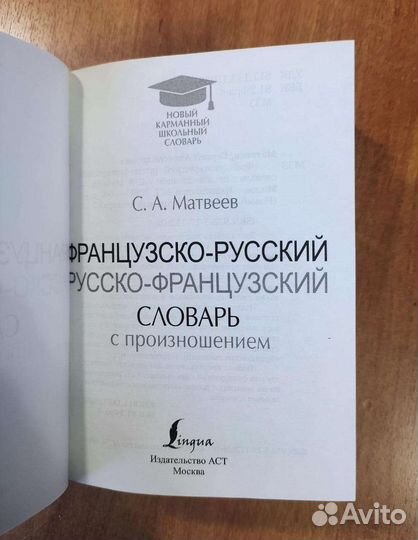 НОВЫЙ
КАРМАННЫЙ
ШКОЛЬНЫЙ
СЛОВАРЬ
С. А. Матвеев
ФРАНЦУЗСКО-РУССКИЙ
РУССКО-ФРАНЦУЗСКИЙ
СЛОВАРЬ
с произношением
Lingua
Издательство АСТ
Москва
Avito